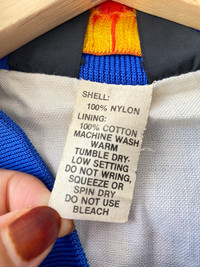 SHELL:
100% NYLON
LINING:
100% COTTON
MACHINE WASH
WARM
TUMBLE DRY-
LOW SETTING
DO NOT WRING,
SQUEEZE OR
SPIN DRY
DO NOT USE
BLEACH